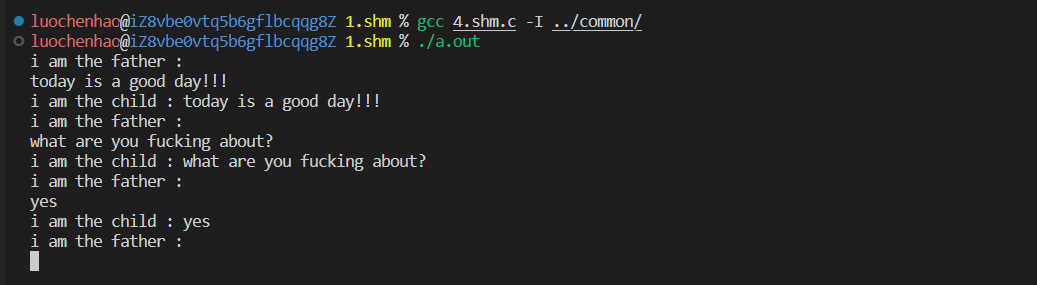 luochenhao@iZ8vbe0vtq5b6gflbcqqg8Z 1.shm % gcc 4.shm.c -I ../common/
luochenhao@iZ8vbe0vtq5b6gflbcqqg8Z 1.shm % ./a.out
i am the father :
today is a good day!!!
i am the child : today is a good day!!!
i am the father :
what are you fucking about?
i am the child : what are you fucking about?
i am the father :
yes
i am the child : yes
i am the father :